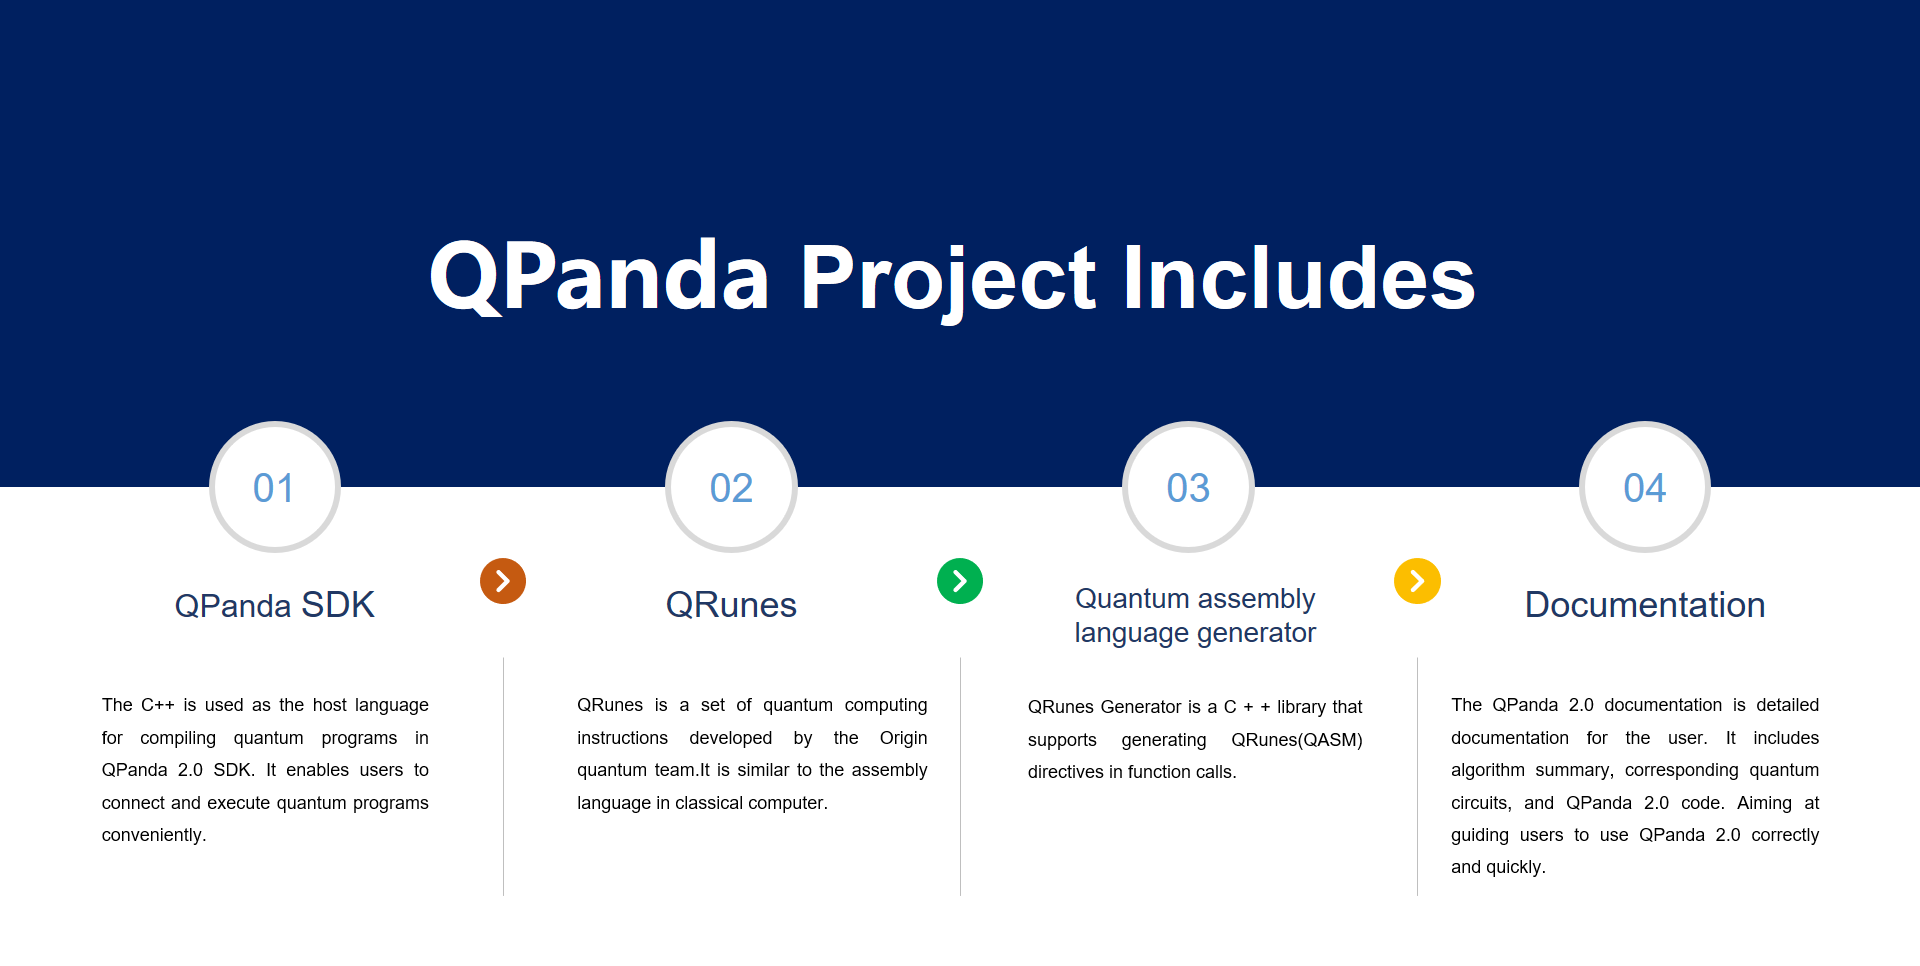 QPanda Project Includes
01
QPanda SDK
The C++ is used as the host language
for compiling quantum programs in
QPanda 2.0 SDK. It enables users to
connect and execute quantum programs
conveniently.
02
QRunes
QRunes is a set of quantum computing
instructions developed by the Origin
quantum team.It is similar to the assembly
language in classical computer.
03
Quantum assembly
language generator
QRunes Generator is a C + + library that
supports generating QRunes(QASM)
directives in function calls.
04
Documentation
The QPanda 2.0 documentation is detailed
documentation for the user. It includes
algorithm summary, corresponding quantum
circuits, and QPanda 2.0 code. Aiming at
guiding users to use QPanda 2.0 correctly
and quickly.